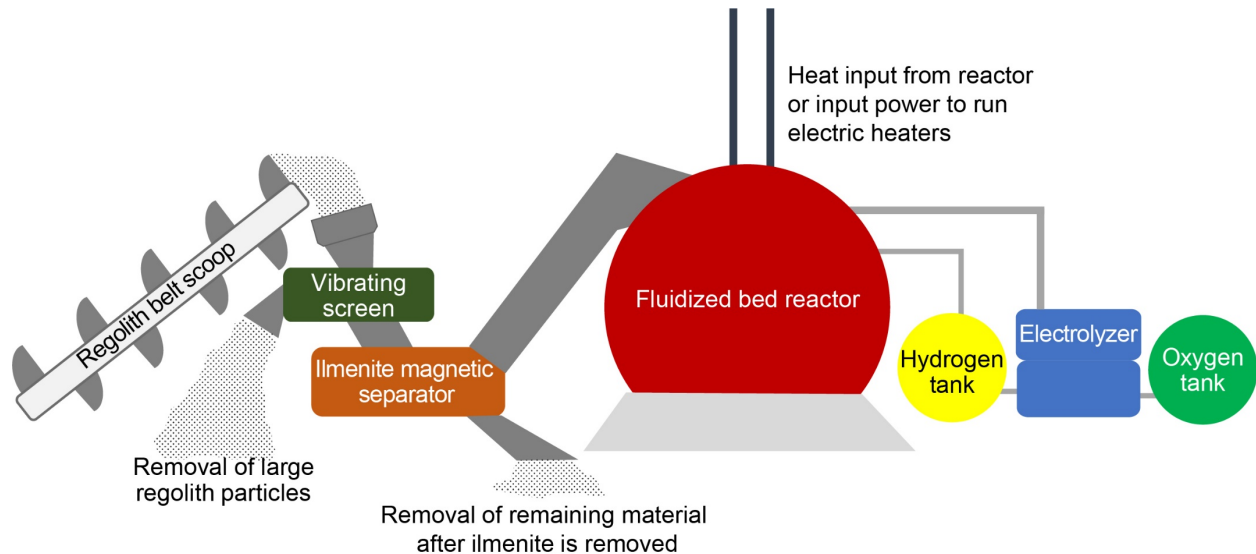 Heat input from reactor
or input power to run
electric heaters
Regolith belt scoop
Vibrating
screen
Fluidized bed reactor
Ilmenite magnetic
separator
Hydrogen
tank
Electrolyzer
Oxygen
tank
Removal of large
regolith particles
Removal of remaining material
after ilmenite is removed